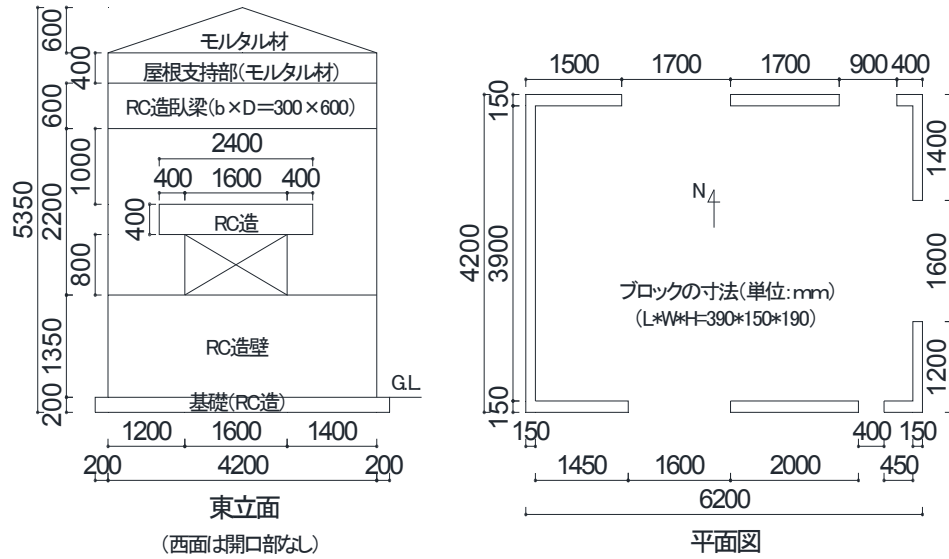 モルタル材
屋根支持部(モルタル材)
RC造臥梁(b×D=300×600)
2400
400 1600 400
RC造
RC造壁
G.L
基礎(RC造)
600
400
600
1000
2200
400
800
5350
1350
200
1200 1600 1400
200 4200 200
東立面
(西面は開口部なし)
1500 1700 1700 900 400
150
1400
N
4200
3900
1600
ブロックの寸法(単位:mm)
(L*W*H=390*150*190)
1200
150
150 400 150
1450 1600 2000 450
6200
平面図